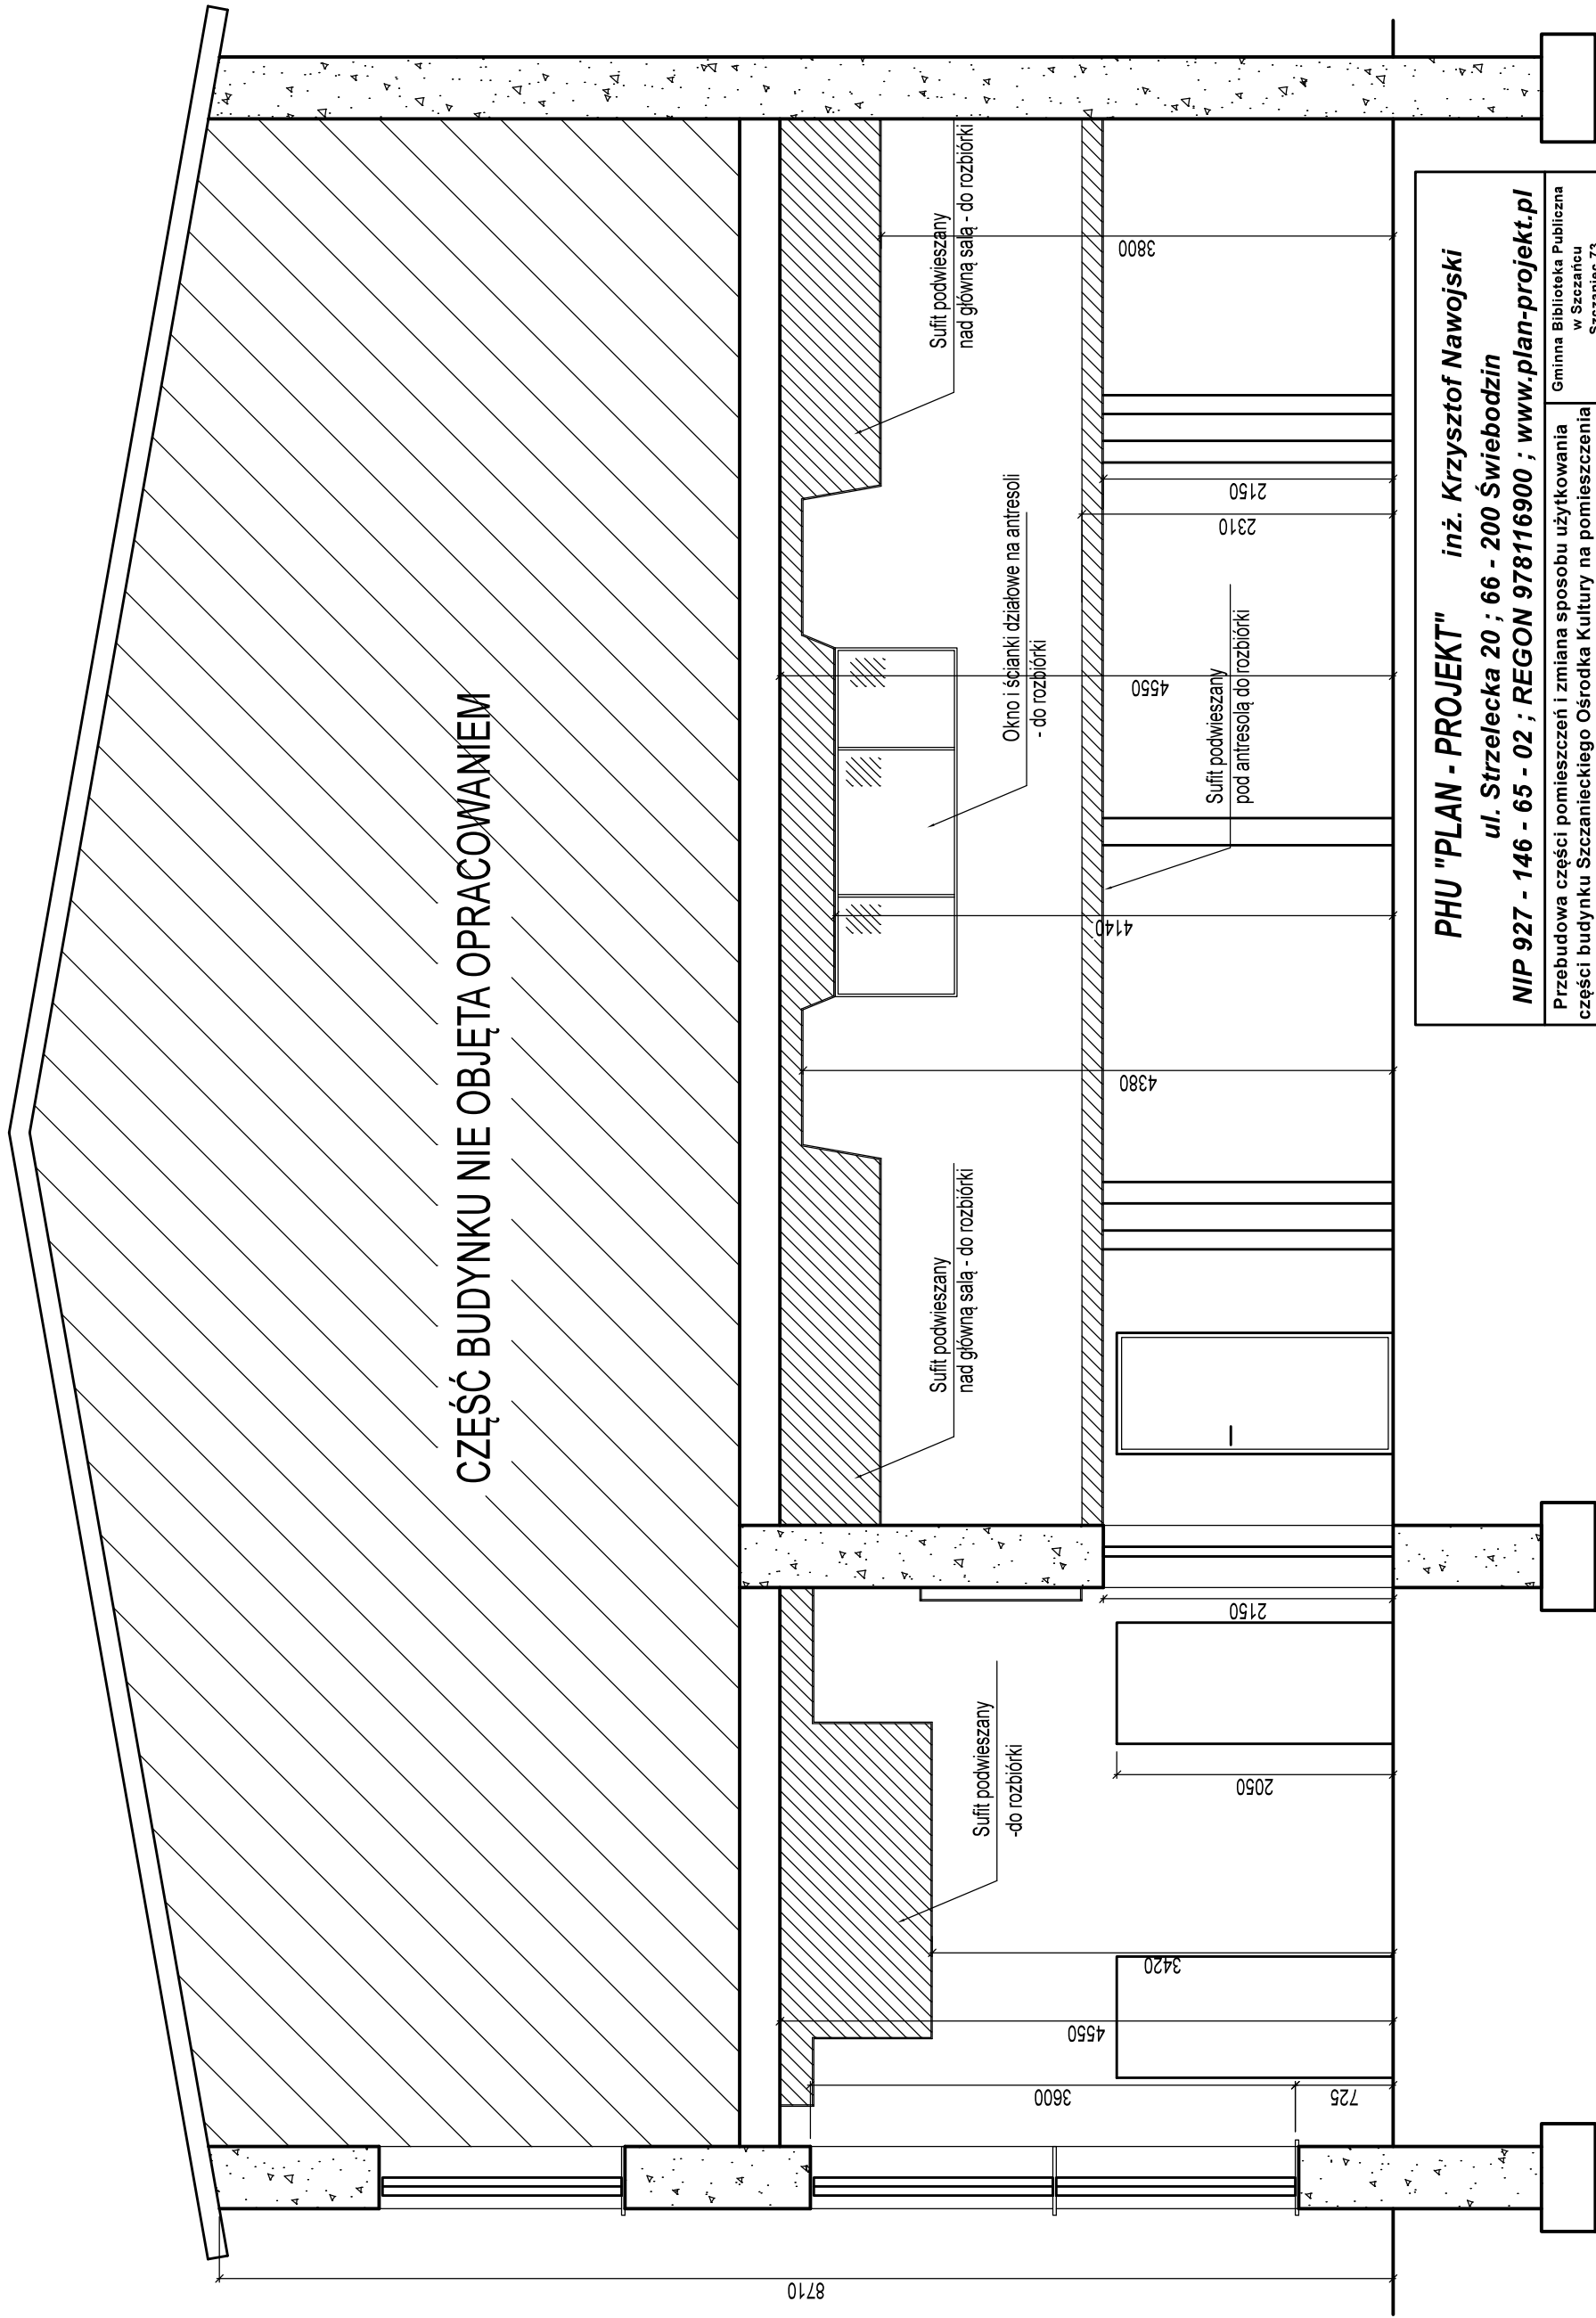 CZĘŚĆ BUDYNKU NIE OBJĘTA OPRACOWANIEM
Sufit podwieszany
-do rozbiórki
Sufit podwieszany
nad główną salą - do rozbiórki
Okno i ścianki działowe na antresoli
- do rozbiórki
Sufit podwieszany
nad główną salą - do rozbiórki
Sufit podwieszany
pod antresolą do rozbiórki
8710
3600
725
4550
3420
2050
2150
4380
4140
4550
2310
2150
3800
PHU "PLAN - PROJEKT" inż. Krzysztof Nawojski
ul. Strzelecka 20 ; 66 - 200 Świebodzin
NIP 927 - 146 - 65 - 02 ; REGON 978116900 ; www.plan-projekt.pl
Przebudowa części pomieszczeń i zmiana sposobu użytkowania
części budynku Szczanieckiego Ośrodka Kultury na pomieszczenia
Gminna Biblioteka Publiczna
w Szczańcu
Szczaniec 73